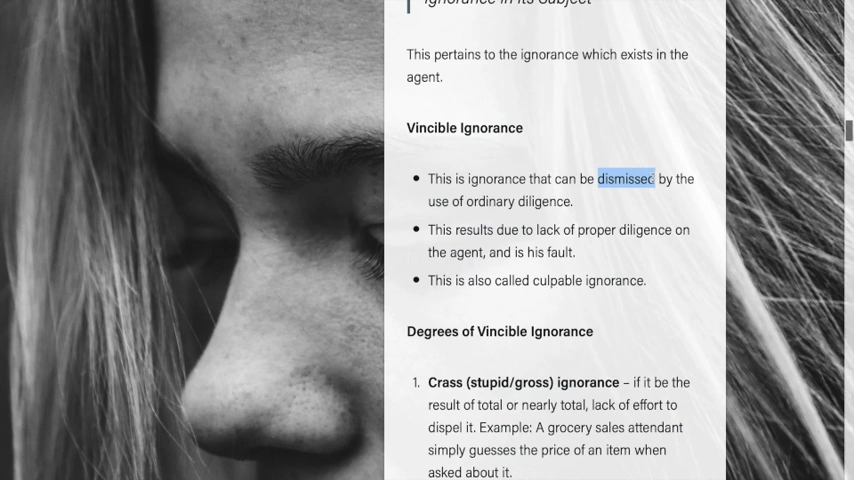 Ignorance in its Subject
This pertains to the ignorance which exists in the
agent.
Vincible Ignorance
• This is ignorance that can be dismissed by the
use of ordinary diligence.
• This results due to lack of proper diligence on
the agent, and is his fault.
• This is also called culpable ignorance.
Degrees of Vincible Ignorance
1. Crass (stupid/gross) ignorance – if it be the
result of total or nearly total, lack of effort to
dispel it. Example: A grocery sales attendant
simply guesses the price of an item when
asked about it.